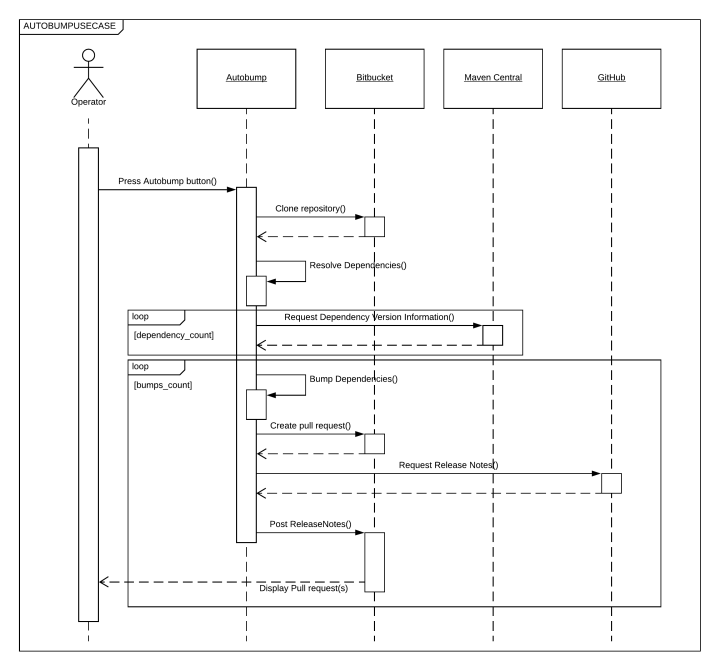 AUTOBUMPUSECASE
Operator
Autobump
Bitbucket
Maven Central
GitHub
Press Autobump button()
Clone repository()
Resolve Dependencies()
loop
Request Dependency Version Information()
[dependency_count]
loop
Bump Dependencies()
[bumps_count]
Create pull request()
Request Release Notes()
Post ReleaseNotes()
Display Pull request(s)